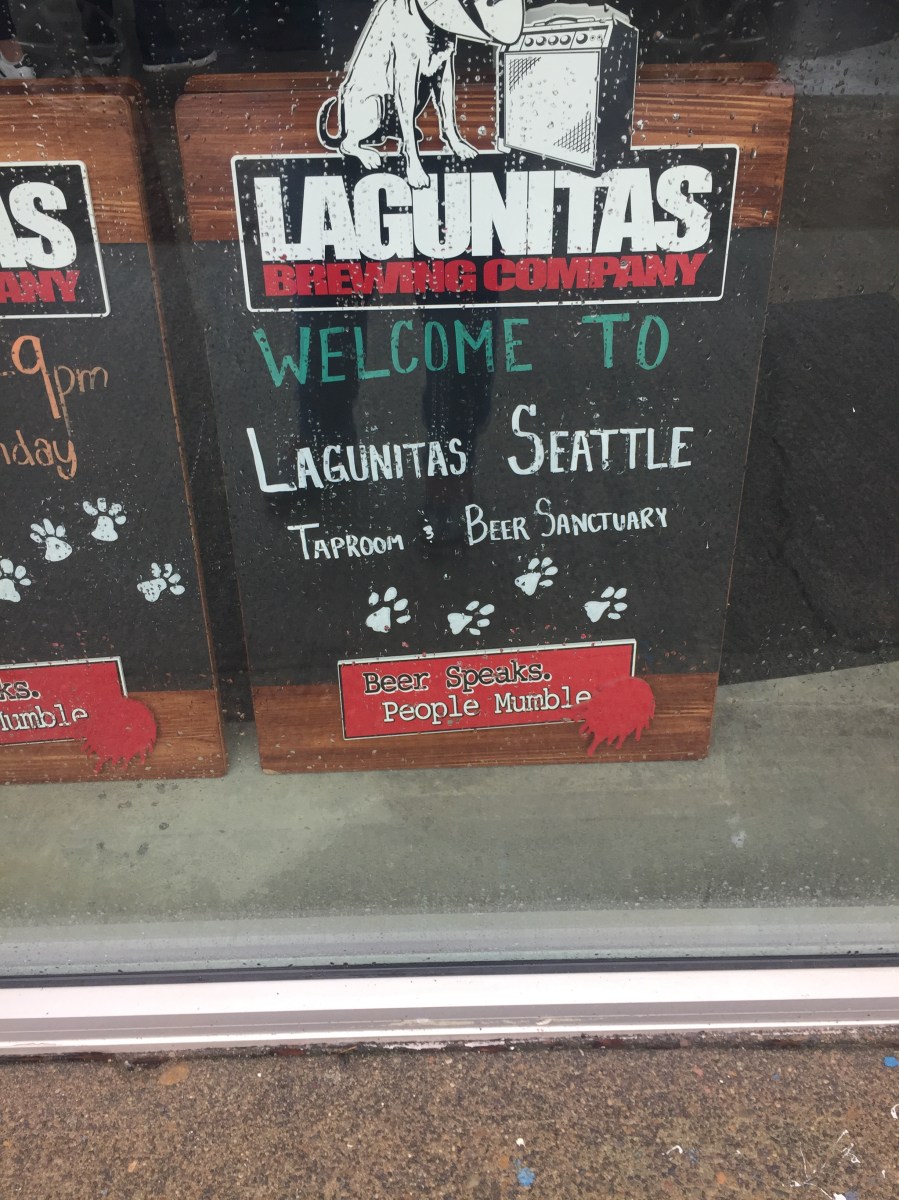 AS
ANY
9pm
nday
ks.
Mumble
LAGUNITAS
BREWING COMPANY
WELCOME TO
LAGUNITAS SEATTLE
TAPROOM & BEER SANCTUARY
Beer Speaks.
People Mumble